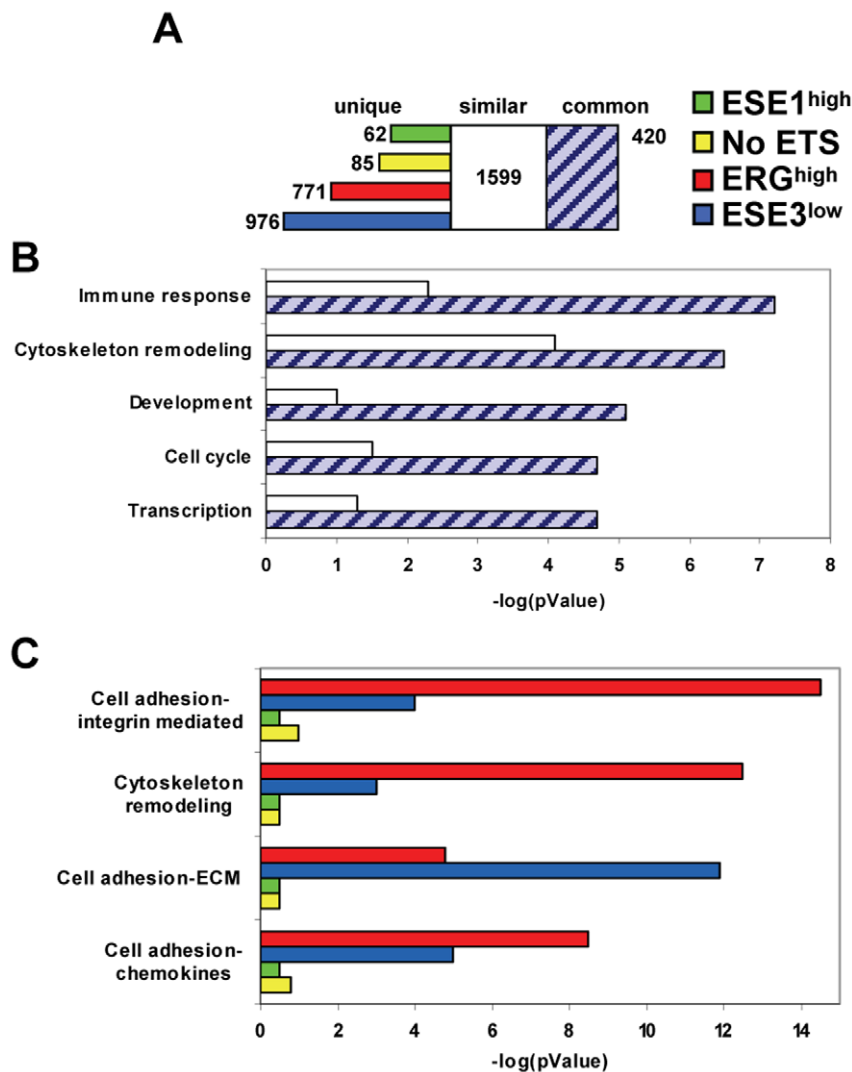 A
unique similar common
62
85
771
976
1599
420
ESE1high
No ETS
ERGhigh
ESE3low
B
Immune response
Cytoskeleton remodeling
Development
Cell cycle
Transcription
0 1 2 3 4 5 6 7 8
-log(pValue)
C
Cell adhesion-
integrin mediated
Cytoskeleton
remodeling
Cell adhesion-ECM
Cell adhesion-
chemokines
0 2 4 6 8 10 12 14
-log(pValue)